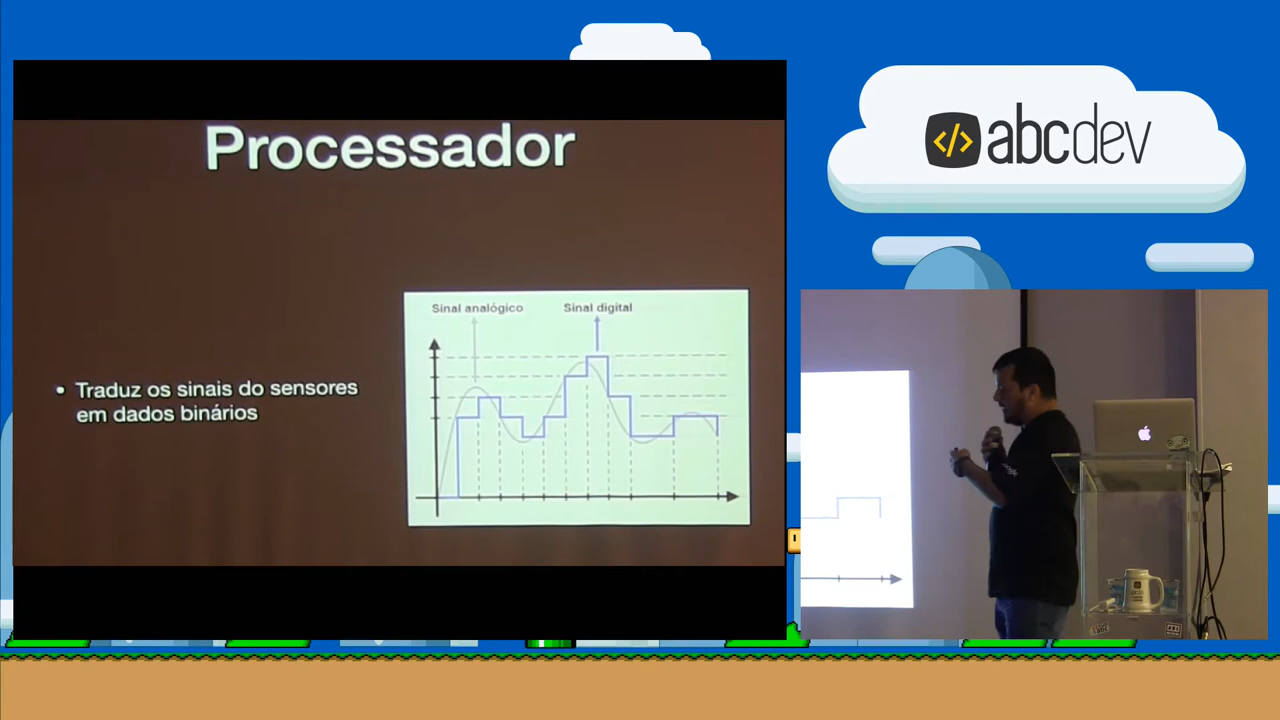 Processador
Sinal analógico
Sinal digital
• Traduz os sinais do sensores
em dados binários
</> abcdev